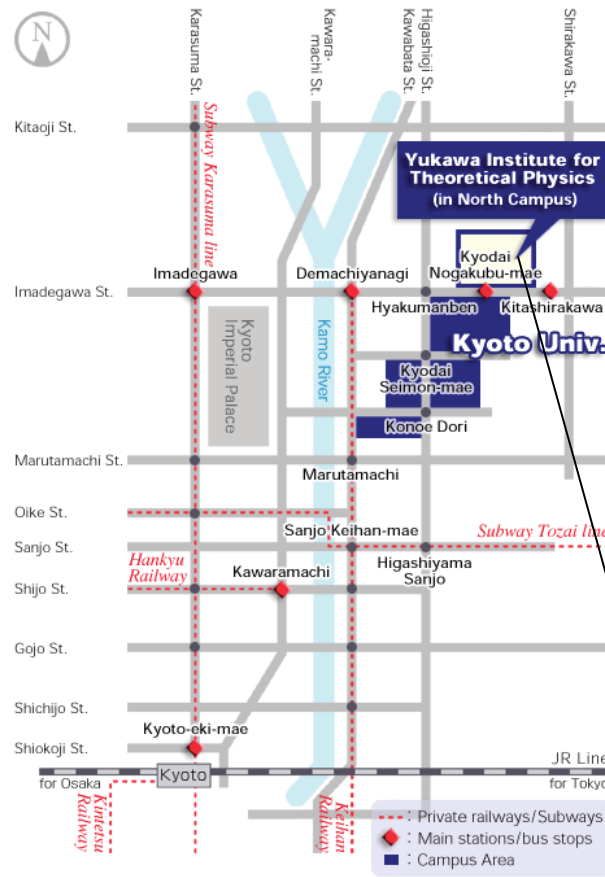 N
Karasuma St.
Kawara-
machi St.
Kawabata St.
Higashioji St.
Shirakawa St.
Kitaoji St.
Subway Karasuma line
Yukawa Institute for
Theoretical Physics
(in North Campus)
Imadegawa
Demachiyanagi
Kyodai
Nogakubu-mae
Imadegawa St.
Hyakumanben
Kitashirakawa
Kyoto
Imperial Palace
Kamo River
Kyoto Univ.
Kyodai
Seimon-mae
Konoe Dori
Marutamachi St.
Marutamachi
Oike St.
Sanjo Keihan-mae
Subway Tozai line
Sanjo St.
Hankyu
Railway
Kawaramachi
Higashiyama
Sanjo
Shijo St.
Gojo St.
Shichijo St.
Kyoto-eki-mae
Shiokoji St.
JR Line
Kyoto
for Osaka
for Tokyo
Kintetsu
Railway
Keihan
Railway
: Private railways/Subways
: Main stations/bus stops
: Campus Area